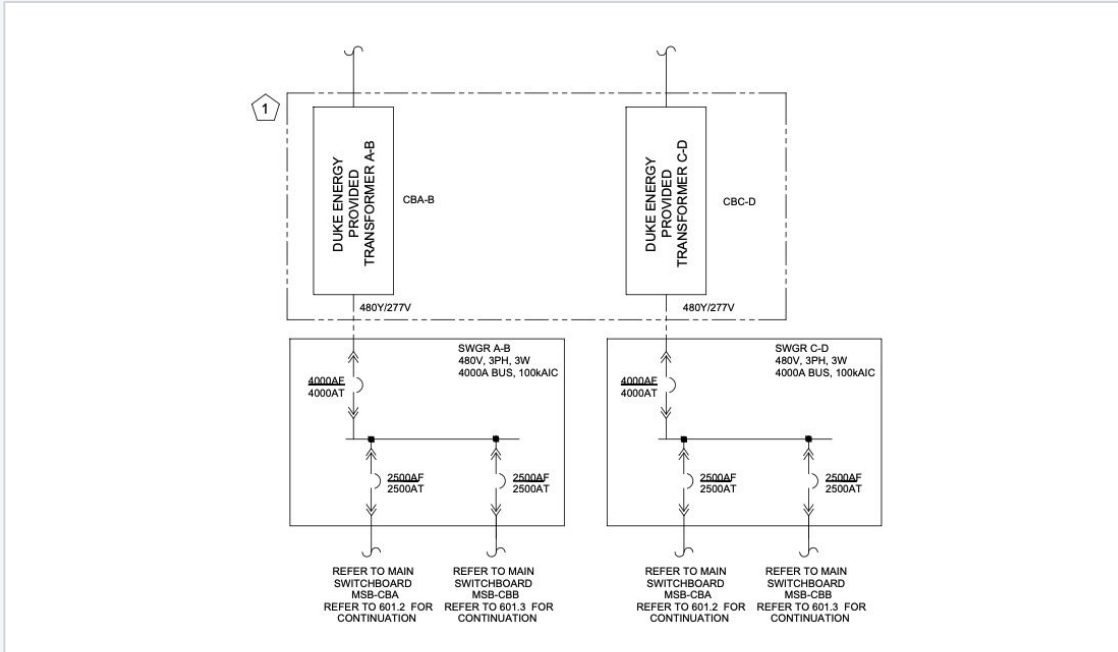 1
DUKE ENERGY
PROVIDED
TRANSFORMER A-B
CBA-B
480Y/277V
DUKE ENERGY
PROVIDED
TRANSFORMER C-D
CBC-D
480Y/277V
SWGR A-B
480V, 3PH, 3W
4000A BUS, 100kAIC
4000AF
4000AT
2500AF
2500AT
2500AF
2500AT
REFER TO MAIN
SWITCHBOARD
MSB-CBA
REFER TO 601.2 FOR
CONTINUATION
REFER TO MAIN
SWITCHBOARD
MSB-CBB
REFER TO 601.3 FOR
CONTINUATION
SWGR C-D
480V, 3PH, 3W
4000A BUS, 100kAIC
4000AF
4000AT
2500AF
2500AT
2500AF
2500AT
REFER TO MAIN
SWITCHBOARD
MSB-CBA
REFER TO 601.2 FOR
CONTINUATION
REFER TO MAIN
SWITCHBOARD
MSB-CBB
REFER TO 601.3 FOR
CONTINUATION